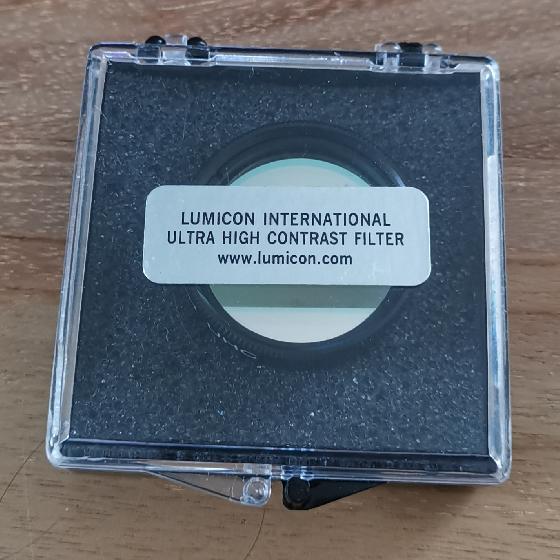 LUMICON INTERNATIONAL
ULTRA HIGH CONTRAST FILTER
www.lumicon.com